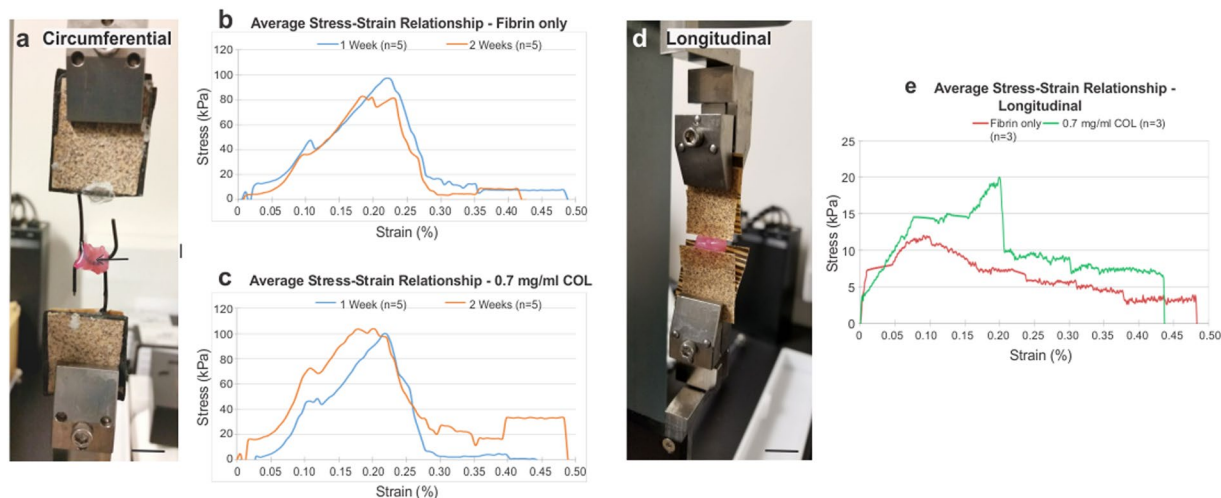 a Circumferential
b Average Stress-Strain Relationship - Fibrin only
1 Week (n=5) 2 Weeks (n=5)
120
100
80
60
40
20
0
Stress (kPa)
0 0.05 0.10 0.15 0.20 0.25 0.30 0.35 0.40 0.45 0.50
Strain (%)
c Average Stress-Strain Relationship - 0.7 mg/ml COL
1 Week (n=5) 2 Weeks (n=5)
120
100
80
60
40
20
0
Stress (kPa)
0 0.05 0.10 0.15 0.20 0.25 0.30 0.35 0.40 0.45 0.50
Strain (%)
d Longitudinal
e Average Stress-Strain Relationship -
Longitudinal
Fibrin only 0.7 mg/ml COL (n=3)
(n=3)
25
20
15
10
5
0
Stress (kPa)
0 0.05 0.10 0.15 0.20 0.25 0.30 0.35 0.40 0.45 0.50
Strain (%)